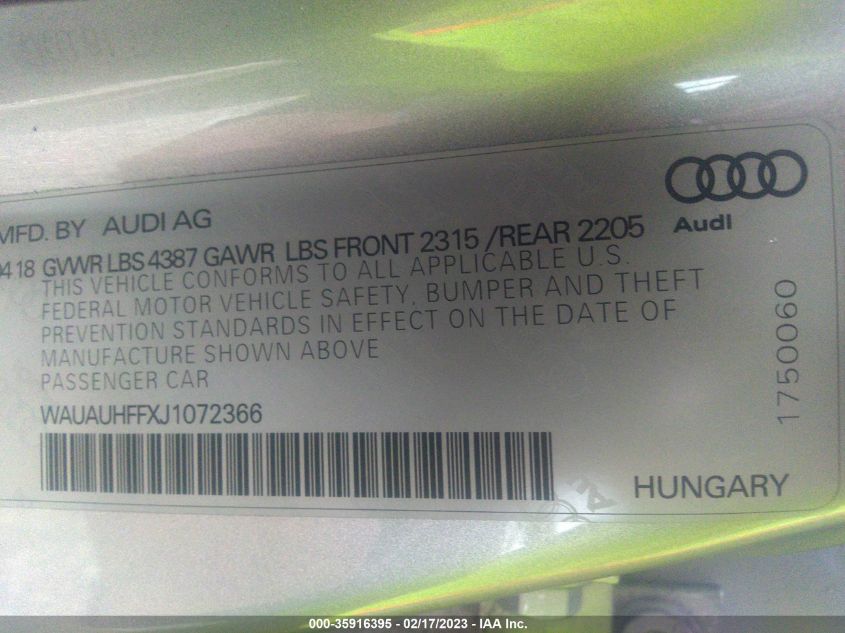 MFD. BY AUDI AG
Audi
0418 GVWR LBS 4387 GAWR LBS FRONT 2315 /REAR 2205
THIS VEHICLE CONFORMS TO ALL APPLICABLE U.S.
FEDERAL MOTOR VEHICLE SAFETY, BUMPER AND THEFT
PREVENTION STANDARDS IN EFFECT ON THE DATE OF
MANUFACTURE SHOWN ABOVE
PASSENGER CAR
WAUAUHFFXJ1072366
HUNGARY
1750060
000-35916395 - 02/17/2023 - IAA Inc.